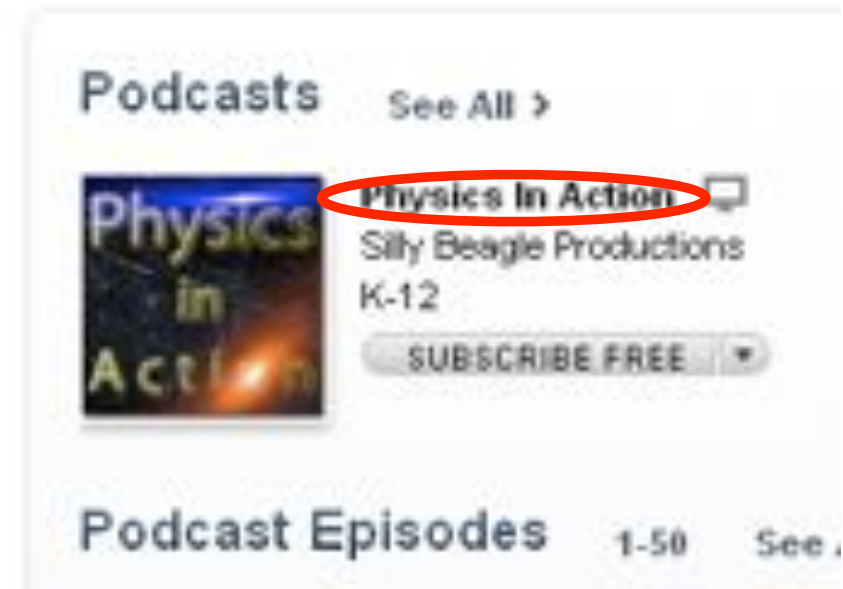 Podcasts See All >
Physics
in
Action
Physics In Action
Silly Beagle Productions
K-12
SUBSCRIBE FREE
Podcast Episodes 1-50 See